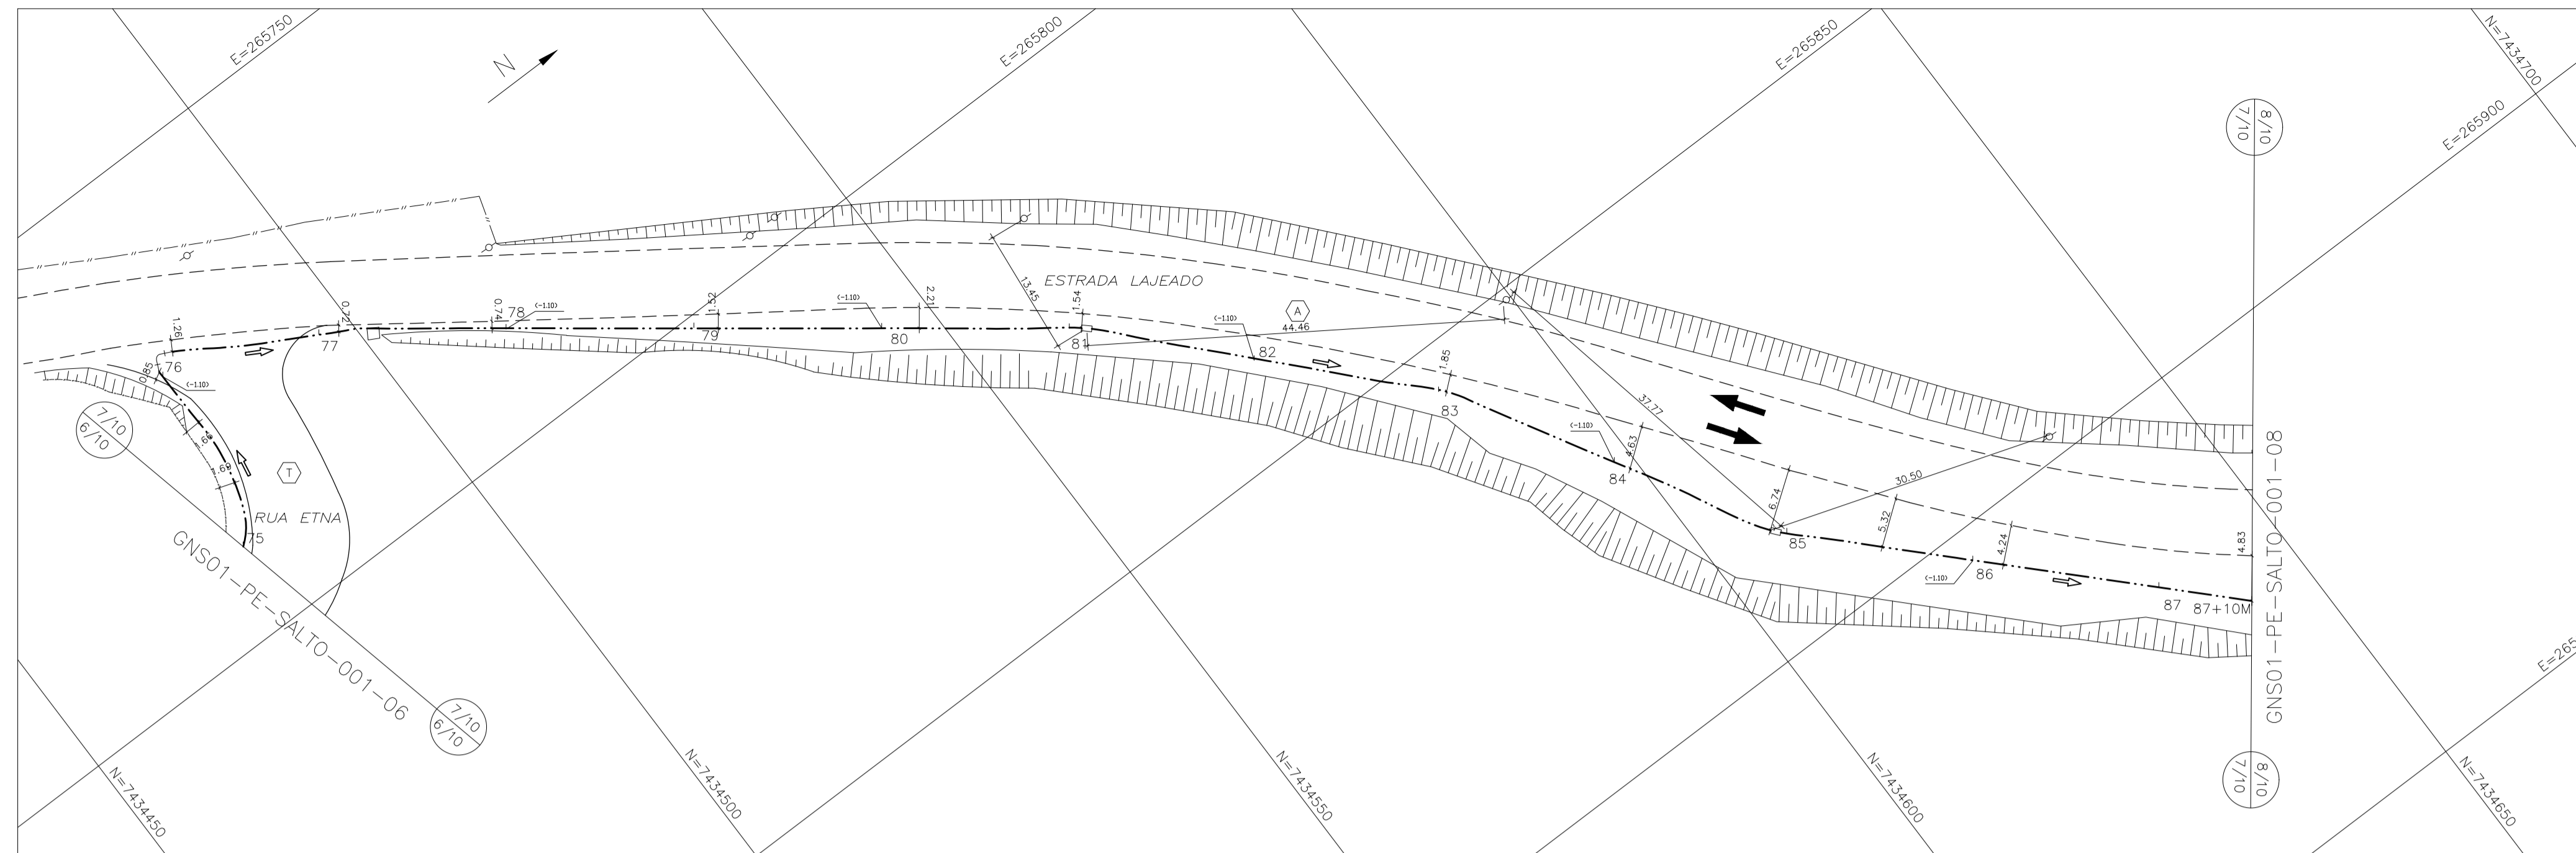 E=265750
N
E=265800
E=265850
N=7434700
E=265900
8/10
7/10
ESTRADA LAJEADO
A
13.45
1.54
44.46
2.21
1.52
0.74
0.72
1.26
78
(-1.10)
(-1.10)
(-1.10)
77
79
80
81
82
76
0.85
(-1.10)
7/10
6/10
1.69
T
RUA ETNA
75
GNS01-PE-SALTO-001-06
7/10
6/10
1.85
83
37.77
(-1.10)
4.63
84
6.74
30.50
5.32
85
4.24
(-1.10)
86
4.83
87
87+10M
GNS01-PE-SALTO-001-08
8/10
7/10
N=7434450
N=7434500
N=7434550
N=7434600
N=7434650